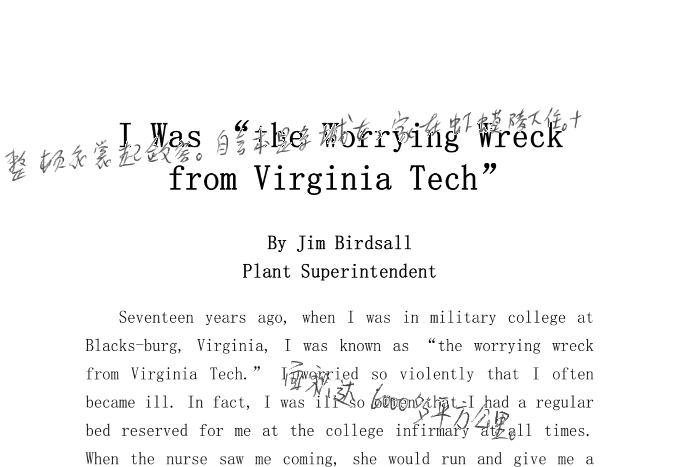 整顿衣裳起敛容。自言本是京城女，家在虾蟆陵下住。十
I Was “the Worrying Wreck
from Virginia Tech”
By Jim Birdsall
Plant Superintendent
Seventeen years ago, when I was in military college at
Blacks-burg, Virginia, I was known as “the worrying wreck
from Virginia Tech.” I worried so violently that I often
面积达 6000多平方公里。
became ill. In fact, I was ill so often that I had a regular
bed reserved for me at the college infirmary at all times.
When the nurse saw me coming, she would run and give me a